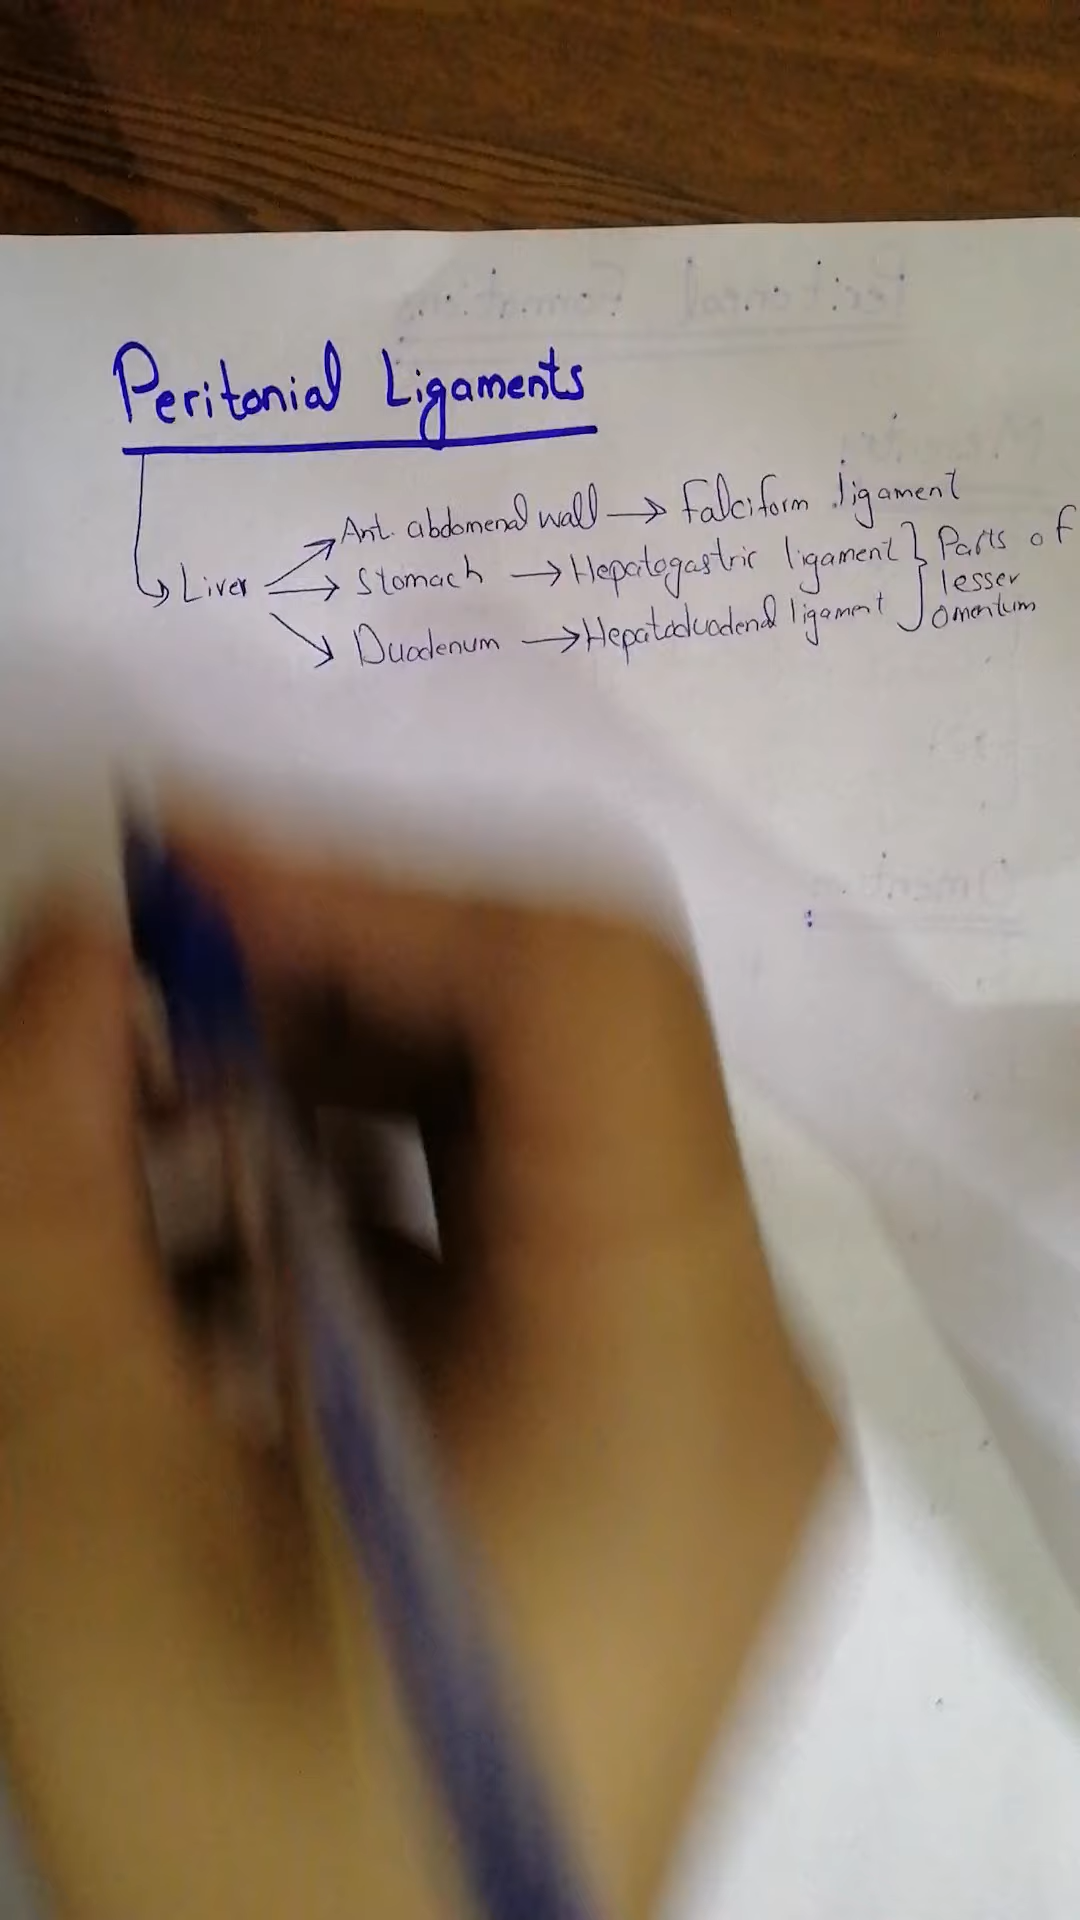 Peritonial Ligaments
Ant. abdomenal wall → Falciform ligament
Liver → Stomach → Hepatogastric ligament } Parts of
lesser
Duodenum → Hepatoduodenal ligament
omentum